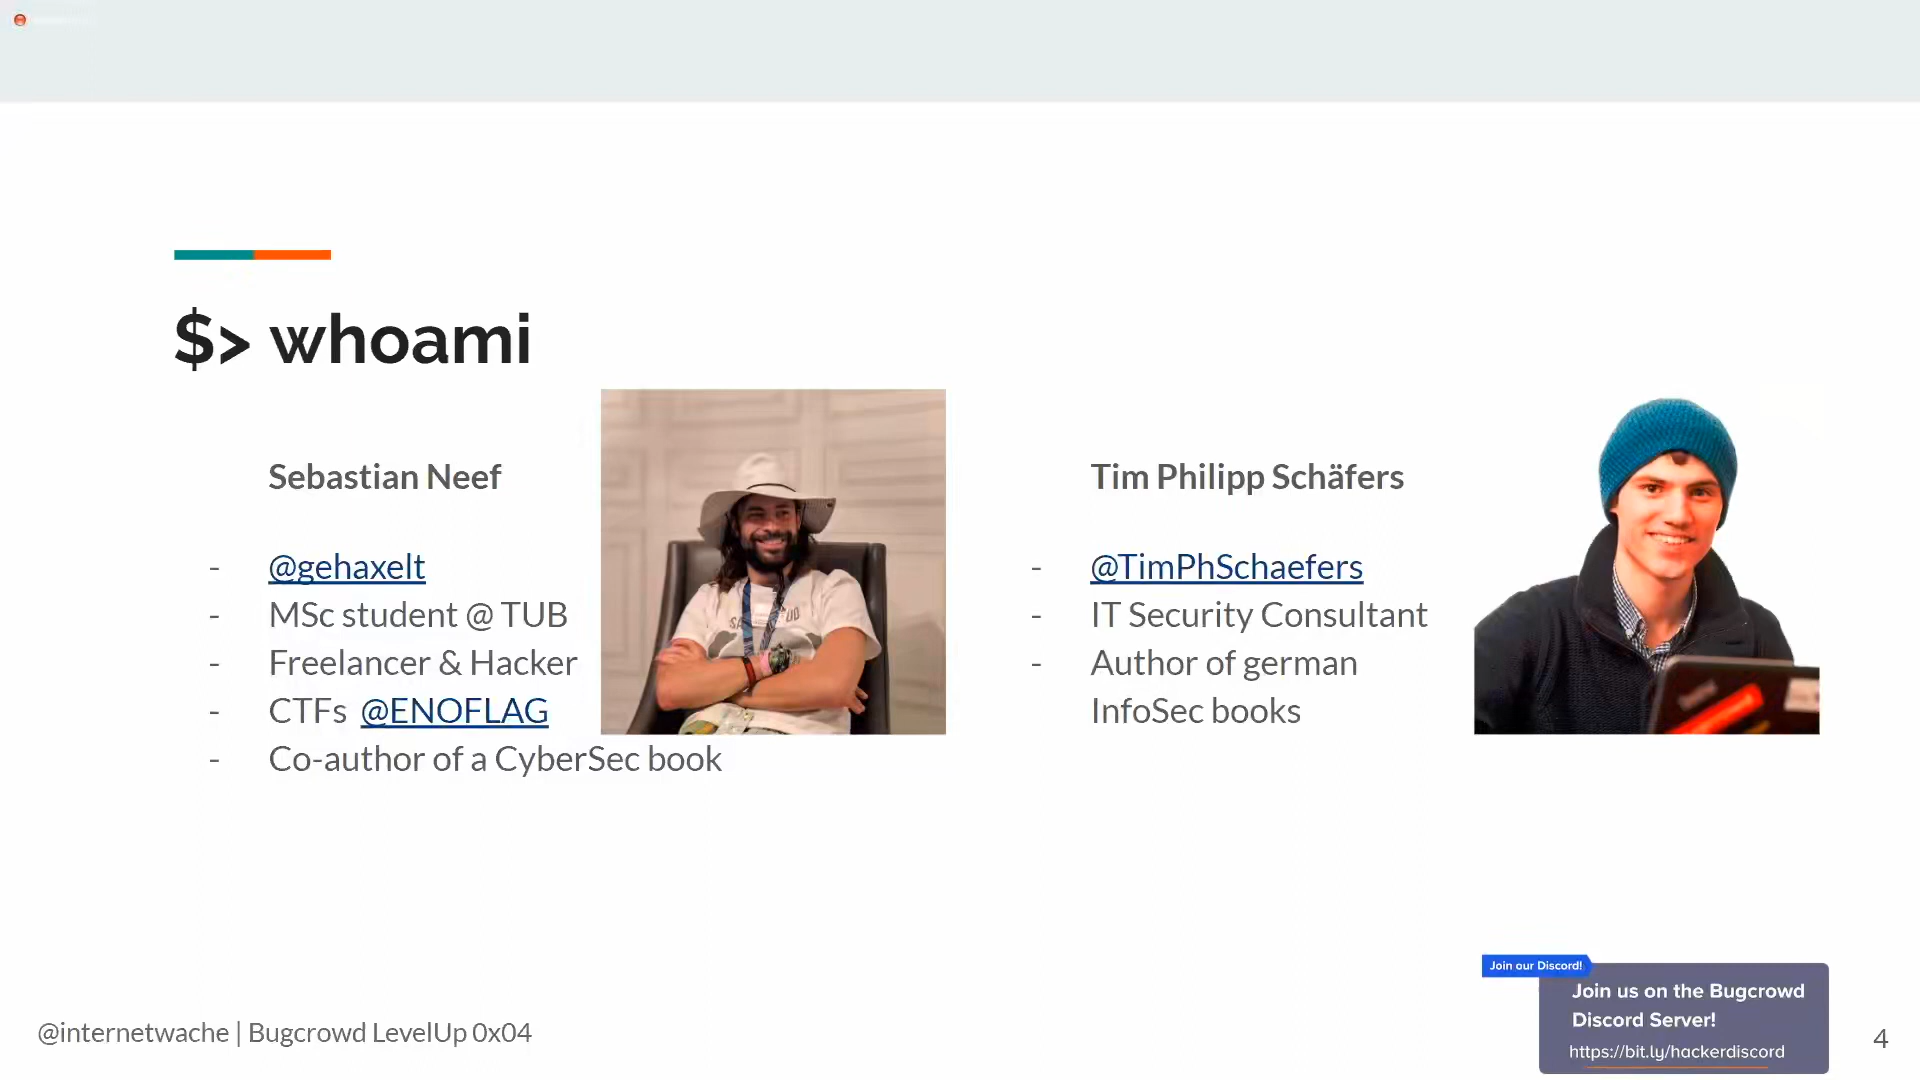 $> whoami
Sebastian Neef
- @gehaxelt
- MSc student @ TUB
- Freelancer & Hacker
- CTFs @ENOFLAG
- Co-author of a CyberSec book
Tim Philipp Schäfers
- @TimPhSchaefers
- IT Security Consultant
- Author of german
InfoSec books
Join our Discord!
Join us on the Bugcrowd
Discord Server!
https://bit.ly/hackerdiscord
@internetwache | Bugcrowd LevelUp 0x04
4